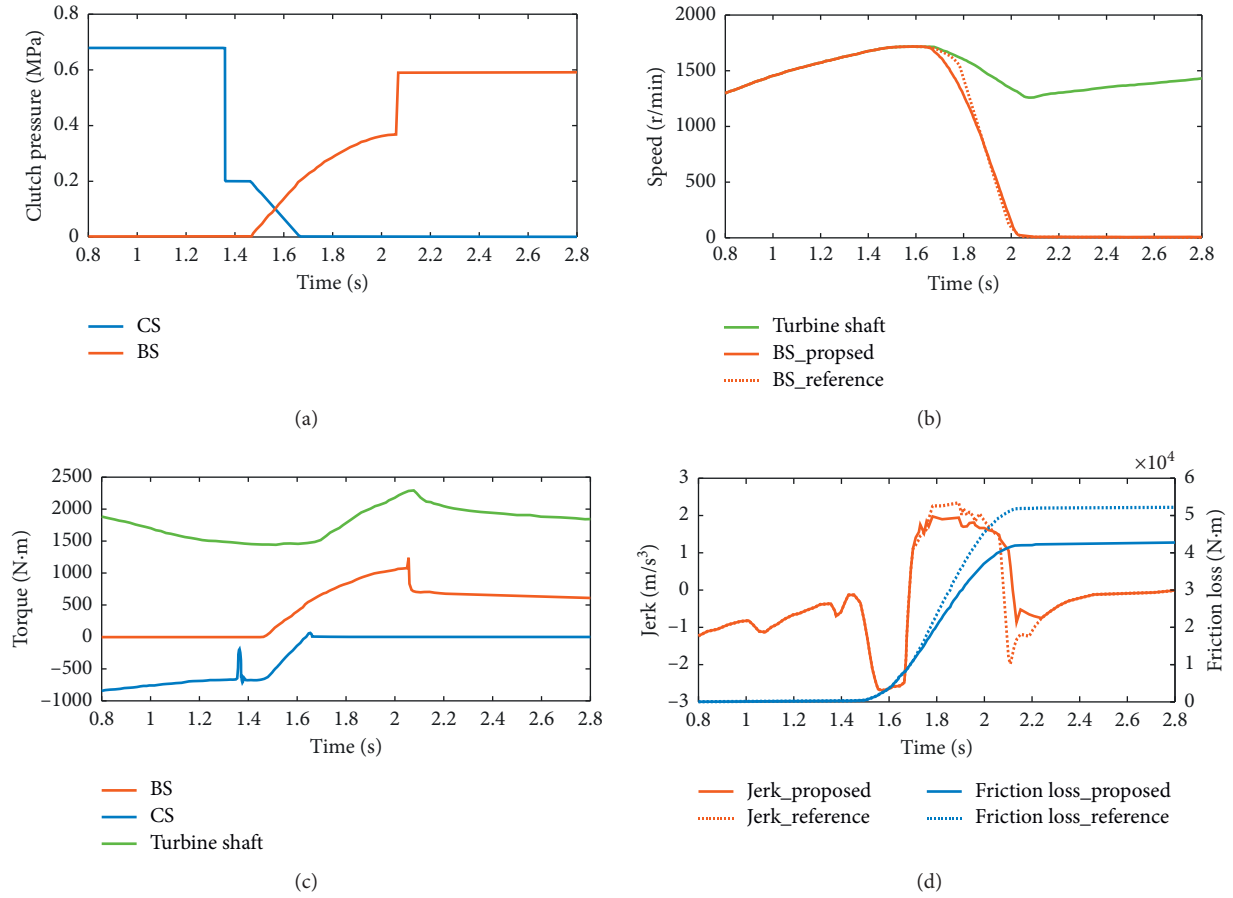 0.8
0.6
0.4
0.2
0
Clutch pressure (MPa)
0.8 1 1.2 1.4 1.6 1.8 2 2.2 2.4 2.6 2.8
Time (s)
CS
BS
(a)
2000
1500
1000
500
0
Speed (r/min)
0.8 1 1.2 1.4 1.6 1.8 2 2.2 2.4 2.6 2.8
Time (s)
Turbine shaft
BS_propsed
BS_reference
(b)
2500
2000
1500
1000
500
0
−500
−1000
Torque (N·m)
0.8 1 1.2 1.4 1.6 1.8 2 2.2 2.4 2.6 2.8
Time (s)
BS
CS
Turbine shaft
(c)
×10⁴
3
2
1
0
−1
−2
−3
Jerk (m/s³)
6
5
4
3
2
1
0
Friction loss (N·m)
0.8 1 1.2 1.4 1.6 1.8 2 2.2 2.4 2.6 2.8
Time (s)
Jerk_proposed
Jerk_reference
Friction loss_proposed
Friction loss_reference
(d)